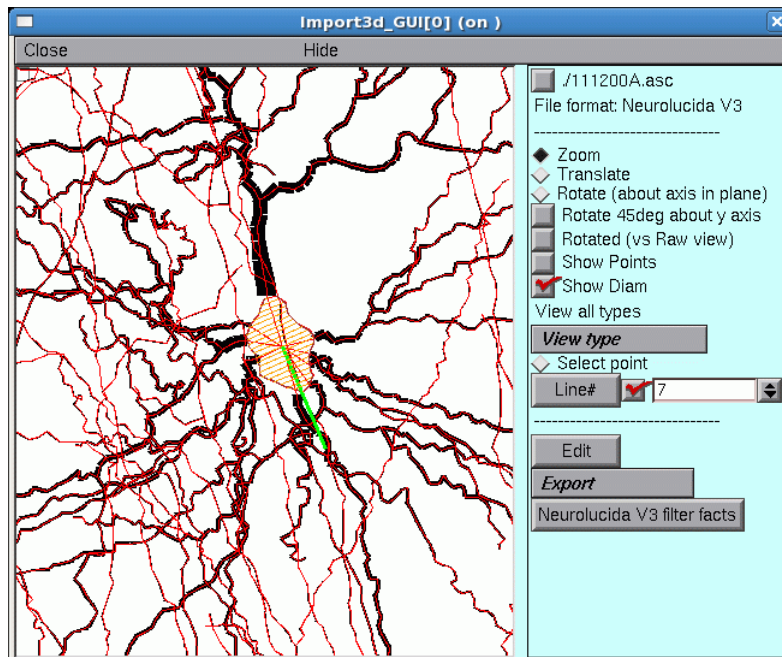 Import3d_GUI[0] (on )
Close Hide
./111200A.asc
File format: Neurolucida V3
-------------------------------
Zoom
Translate
Rotate (about axis in plane)
Rotate 45deg about y axis
Rotated (vs Raw view)
Show Points
Show Diam
View all types
View type
Select point
Line# 7
-------------------------------
Edit
Export
Neurolucida V3 filter facts